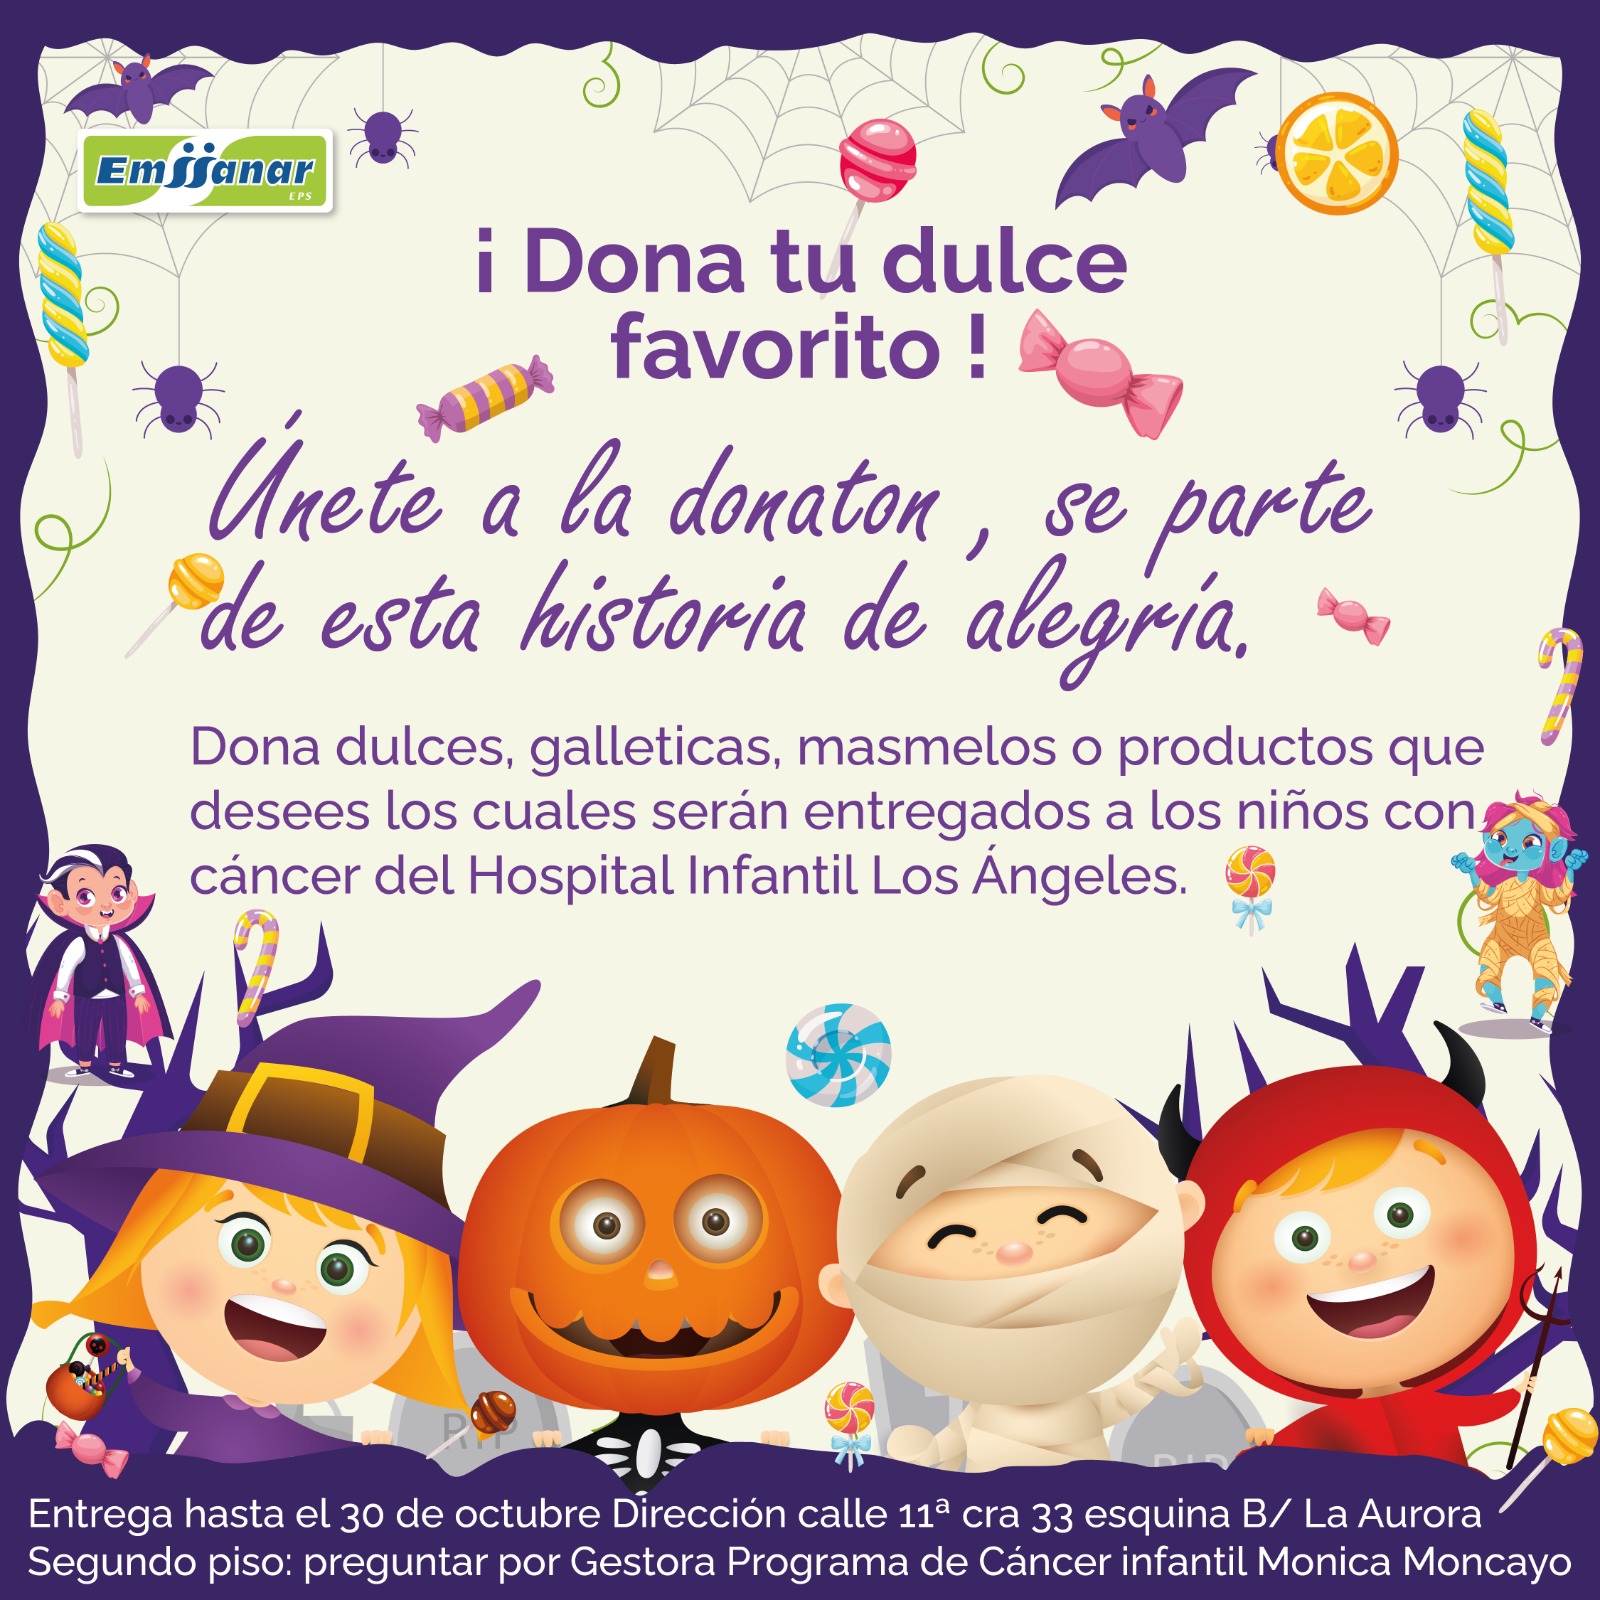 Emssanar
EPS
¡ Dona tu dulce
favorito !
Únete a la donaton , se parte
de esta historia de alegría.
Dona dulces, galleticas, masmelos o productos que
desees los cuales serán entregados a los niños con
cáncer del Hospital Infantil Los Ángeles.
RIP
RIP
Entrega hasta el 30 de octubre Dirección calle 11ª cra 33 esquina B/ La Aurora
Segundo piso: preguntar por Gestora Programa de Cáncer infantil Monica Moncayo